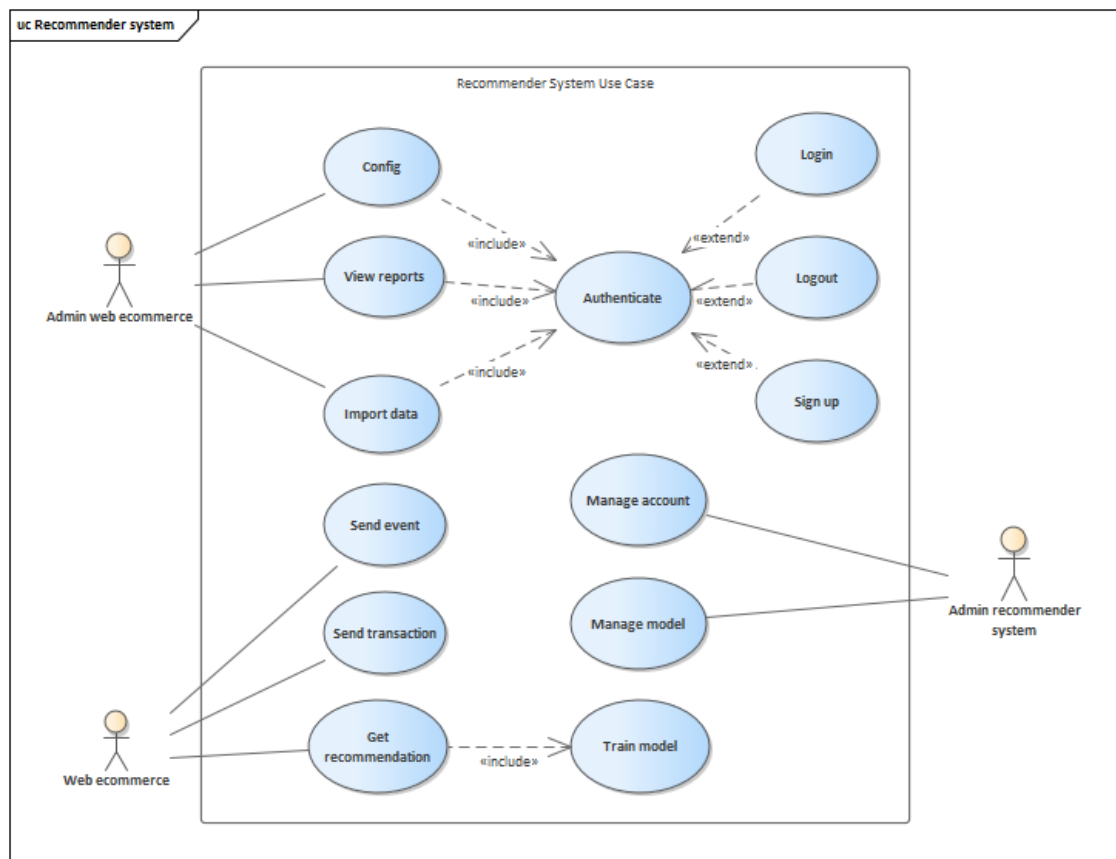 uc Recommender system
Recommender System Use Case
Config
Login
«include»
«extend»
View reports
Authenticate
Logout
«include»
«extend»
Admin web ecommerce
«include»
«extend»
Import data
Sign up
Send event
Manage account
Send transaction
Manage model
Admin recommender
system
Get
recommendation
Train model
«include»
Web ecommerce